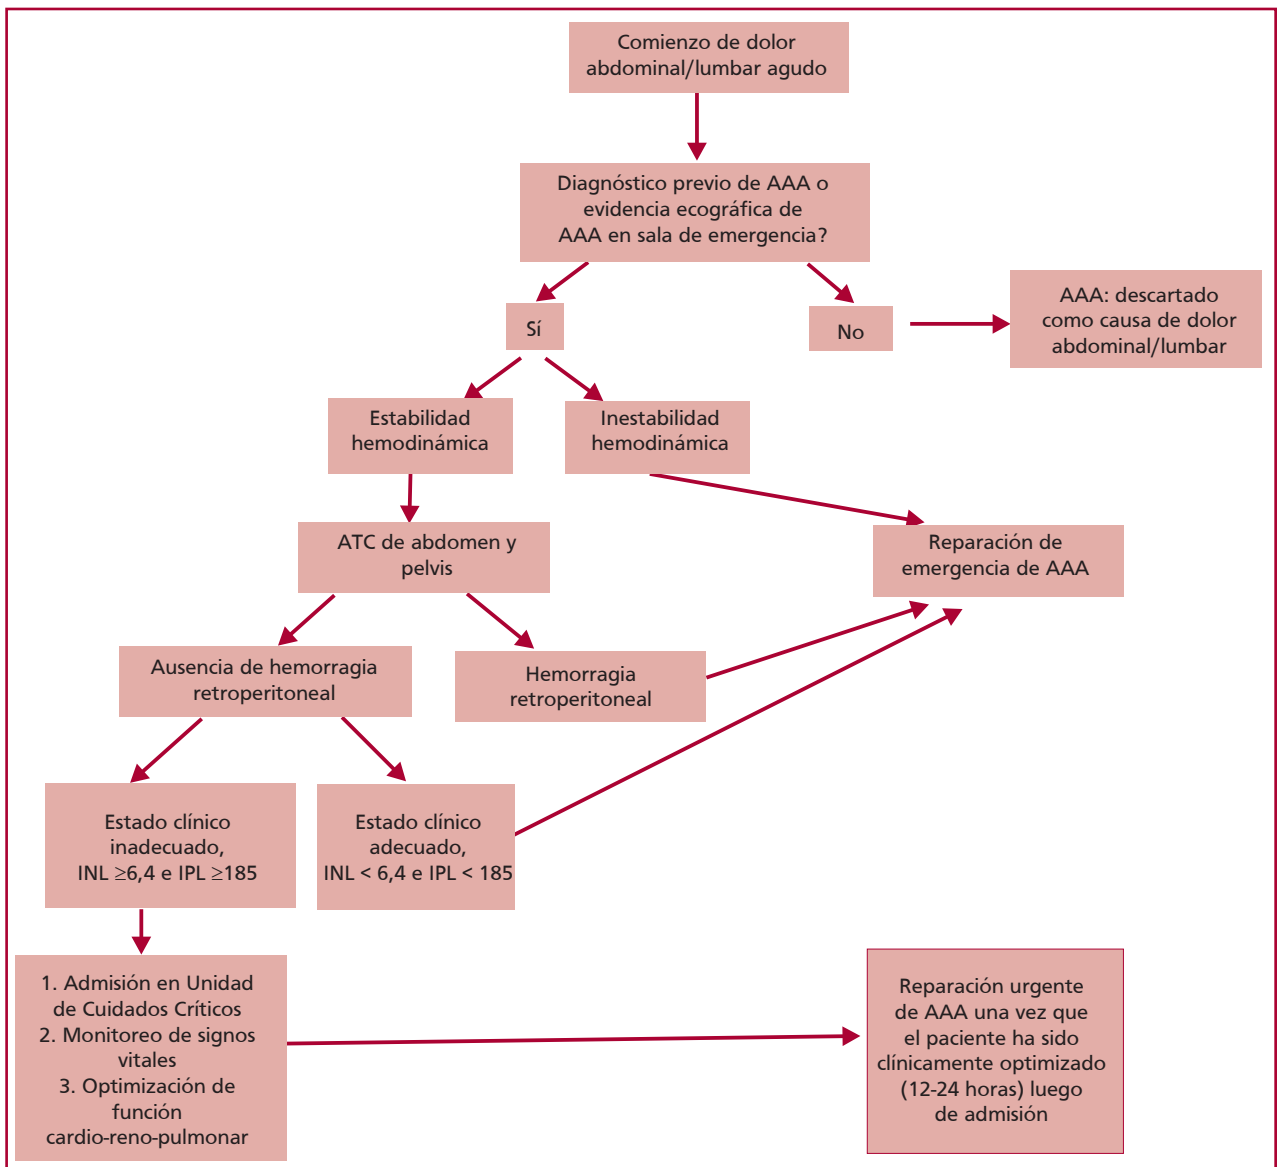 Comienzo de dolor
abdominal/lumbar agudo
Diagnóstico previo de AAA o
evidencia ecográfica de
AAA en sala de emergencia?
Sí
No
AAA: descartado
como causa de dolor
abdominal/lumbar
Estabilidad
hemodinámica
Inestabilidad
hemodinámica
ATC de abdomen y
pelvis
Reparación de
emergencia de AAA
Ausencia de hemorragia
retroperitoneal
Hemorragia
retroperitoneal
Estado clínico
inadecuado,
INL ≥6,4 e IPL ≥185
Estado clínico
adecuado,
INL < 6,4 e IPL < 185
1. Admisión en Unidad
de Cuidados Críticos
2. Monitoreo de signos
vitales
3. Optimización de
función
cardio-reno-pulmonar
Reparación urgente
de AAA una vez que
el paciente ha sido
clínicamente optimizado
(12-24 horas) luego
de admisión